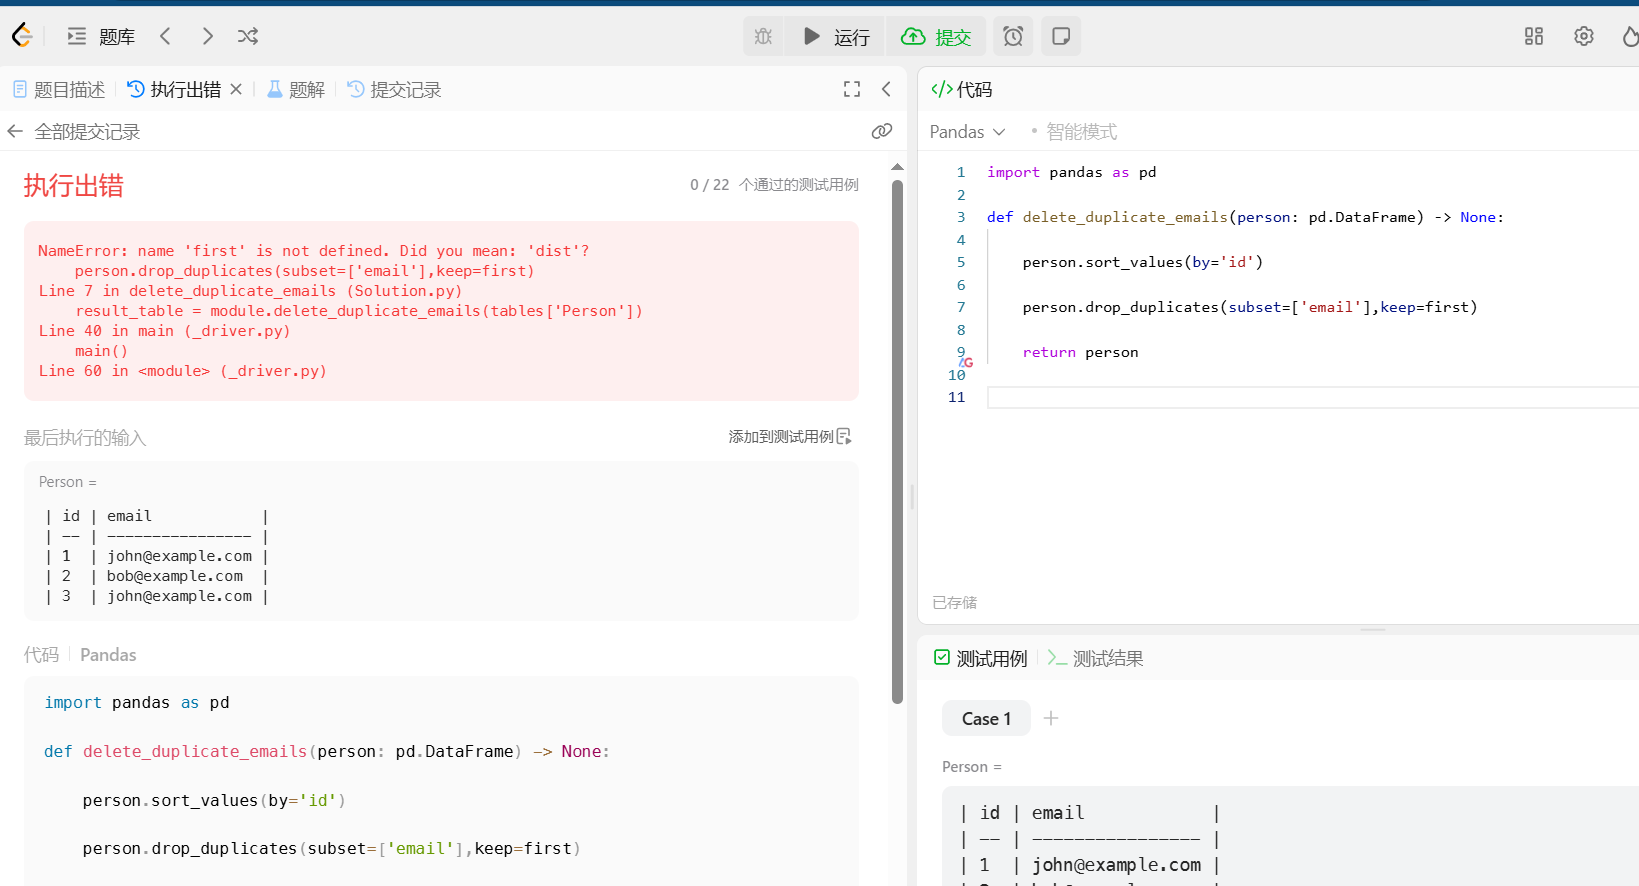 题库
运行
提交
题目描述
执行出错
题解
提交记录
全部提交记录
执行出错
0 / 22 个通过的测试用例
NameError: name 'first' is not defined. Did you mean: 'dist'?
    person.drop_duplicates(subset=['email'],keep=first)
Line 7 in delete_duplicate_emails (Solution.py)
    result_table = module.delete_duplicate_emails(tables['Person'])
Line 40 in main (_driver.py)
    main()
Line 60 in <module> (_driver.py)
最后执行的输入
添加到测试用例
Person =
| id | email            |
| -- | ---------------- |
| 1  | john@example.com |
| 2  | bob@example.com  |
| 3  | john@example.com |
代码 | Pandas
import pandas as pd
def delete_duplicate_emails(person: pd.DataFrame) -> None:
    person.sort_values(by='id')
    person.drop_duplicates(subset=['email'],keep=first)
</>代码
Pandas
• 智能模式
1 import pandas as pd
2
3 def delete_duplicate_emails(person: pd.DataFrame) -> None:
4
5     person.sort_values(by='id')
6
7     person.drop_duplicates(subset=['email'],keep=first)
8
9     return person
10
11
已存储
测试用例
测试结果
Case 1
Person =
| id | email            |
| -- | ---------------- |
| 1  | john@example.com |